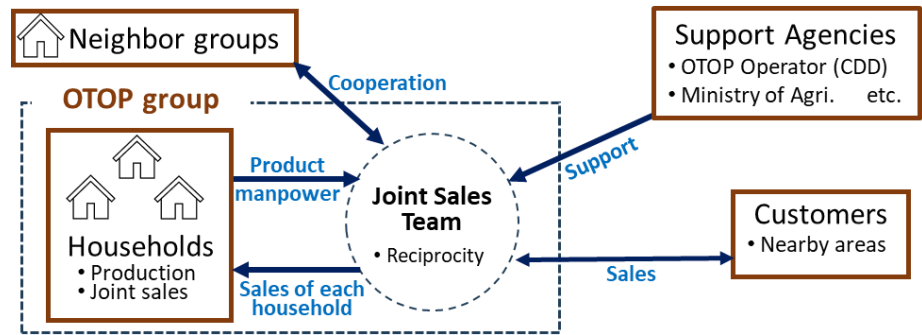 Neighbor groups
Cooperation
Support Agencies
• OTOP Operator (CDD)
• Ministry of Agri. etc.
OTOP group
Product
manpower
Support
Joint Sales
Team
• Reciprocity
Households
• Production
• Joint sales
Sales of each
household
Sales
Customers
• Nearby areas